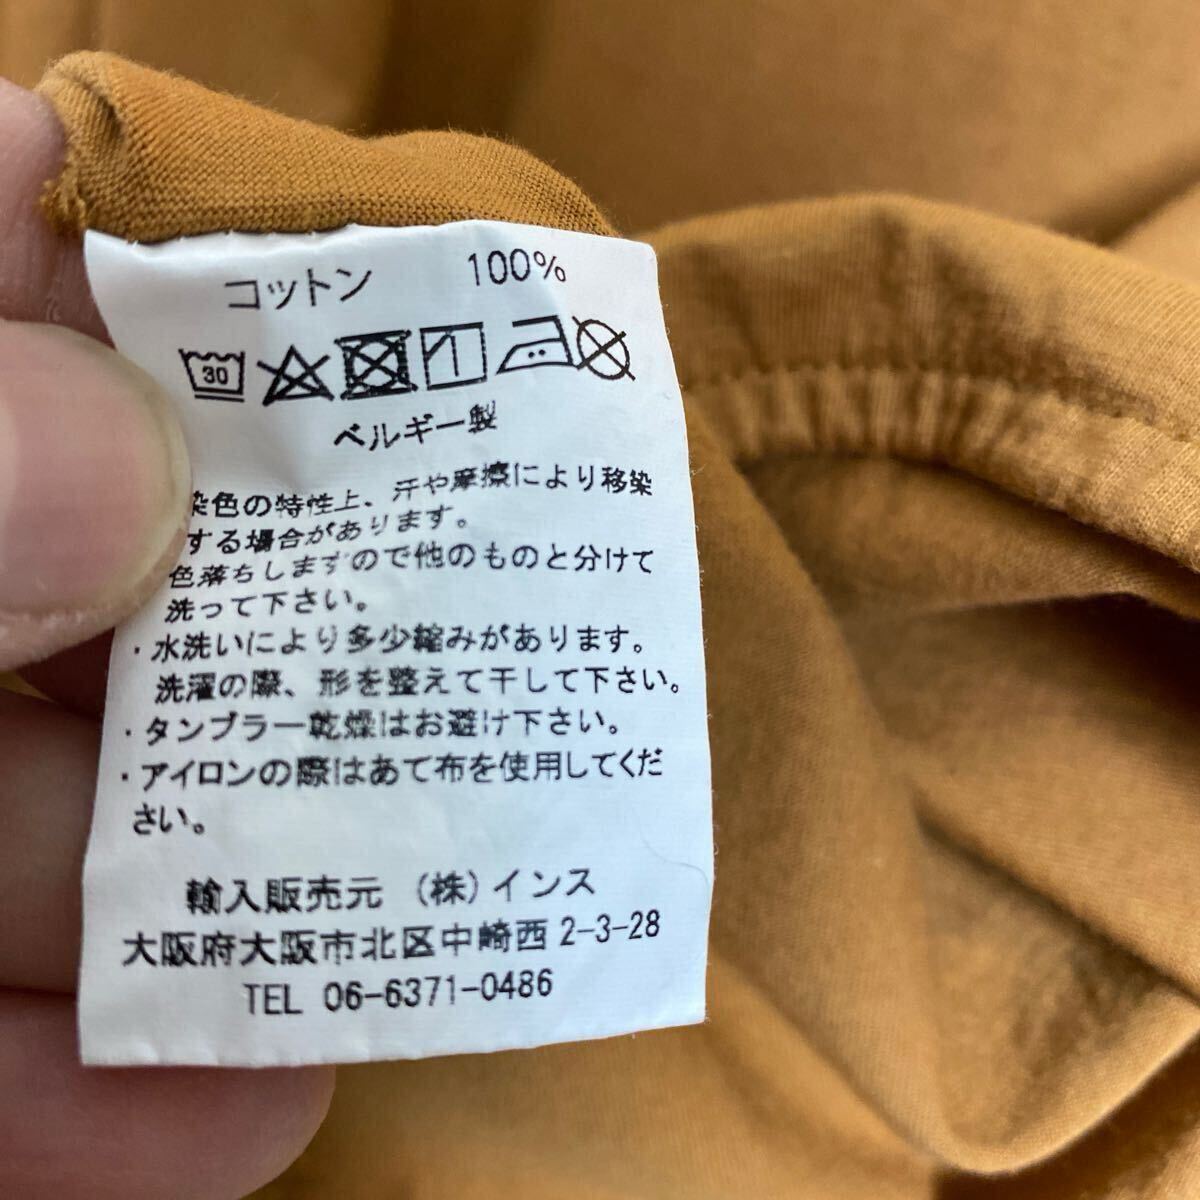 コットン 100%
30
ベルギー製
染色の特性上、汗や摩擦により移染
する場合があります。
色落ちしますので他のものと分けて
洗って下さい。
・水洗いにより多少縮みがあります。
洗濯の際、形を整えて干して下さい。
・タンブラー乾燥はお避け下さい。
・アイロンの際はあて布を使用してくだ
さい。
輸入販売元 (株)インス
大阪府大阪市北区中崎西2-3-28
TEL 06-6371-0486